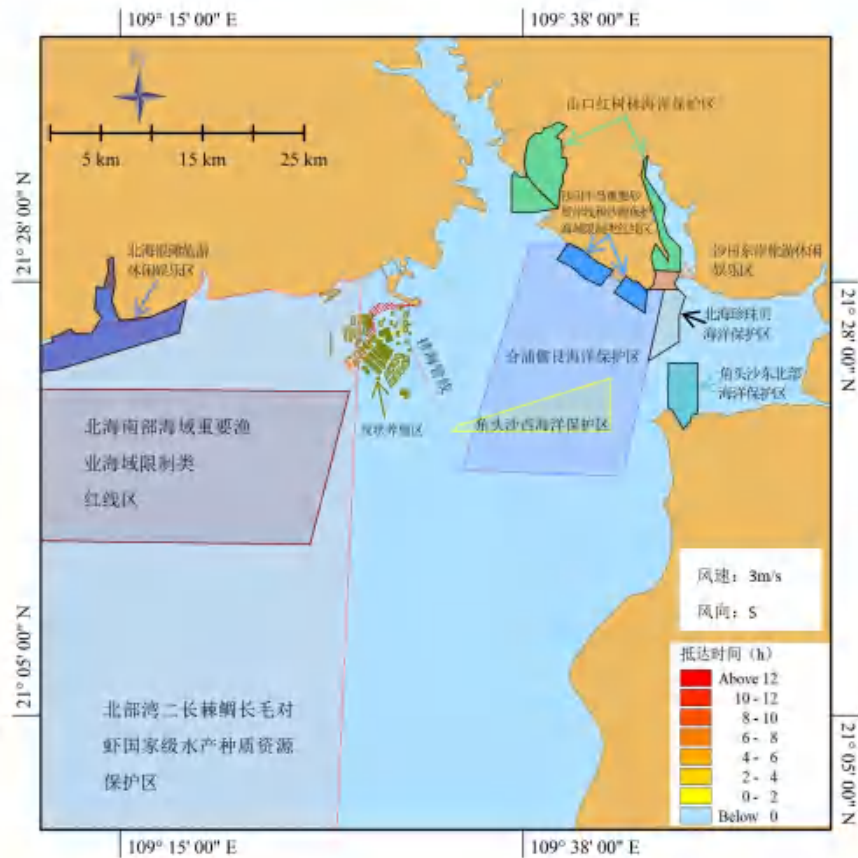 109° 15' 00" E
109° 38' 00" E
山口红树林海洋保护区
5 km
15 km
25 km
21° 28' 00" N
21° 28' 00" N
北海银滩旅游
休闲娱乐区
沙田东岸旅游休闲
娱乐区
北海珍珠贝
海洋保护区
合浦儒艮海洋保护区
排海管线
角头沙东北部
海洋保护区
现状养殖区
角头沙西海洋保护区
北海南部海域重要渔
业海域限制类
红线区
风速：3m/s
风向：S
抵达时间（h）
Above 12
10 - 12
8 - 10
6 - 8
4 - 6
2 - 4
0 - 2
Below 0
北部湾二长棘鲷长毛对
虾国家级水产种质资源
保护区
21° 05' 00" N
21° 05' 00" N
109° 15' 00" E
109° 38' 00" E